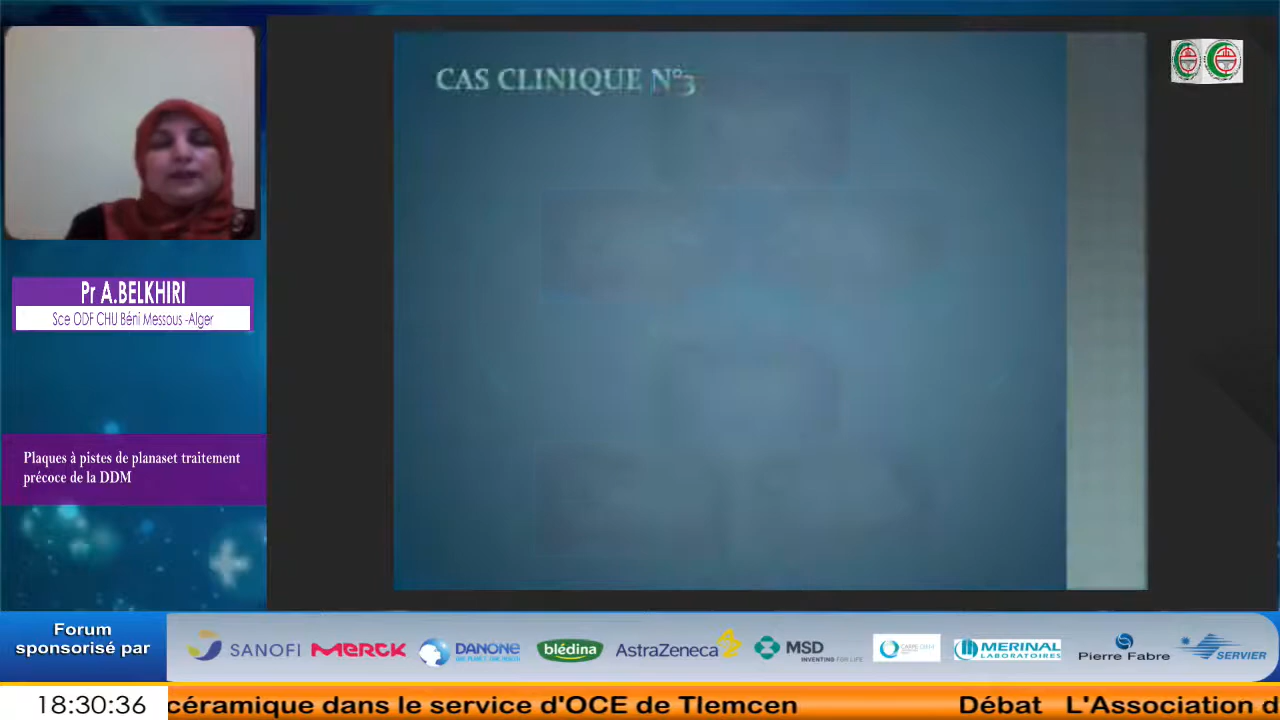 CAS CLINIQUE N°3
Pr A.BELKHIRI
Sce ODF CHU Béni Messous -Alger
Plaques à pistes de planaset traitement
précoce de la DDM
Forum
sponsorisé par
SANOFI
MERCK
DANONE
blédina
AstraZeneca
MSD
INVENTING FOR LIFE
MERINAL
LABORATOIRES
Pierre Fabre
SERVIER
18:30:36
céramique dans le service d'OCE de Tlemcen Débat L'Association d